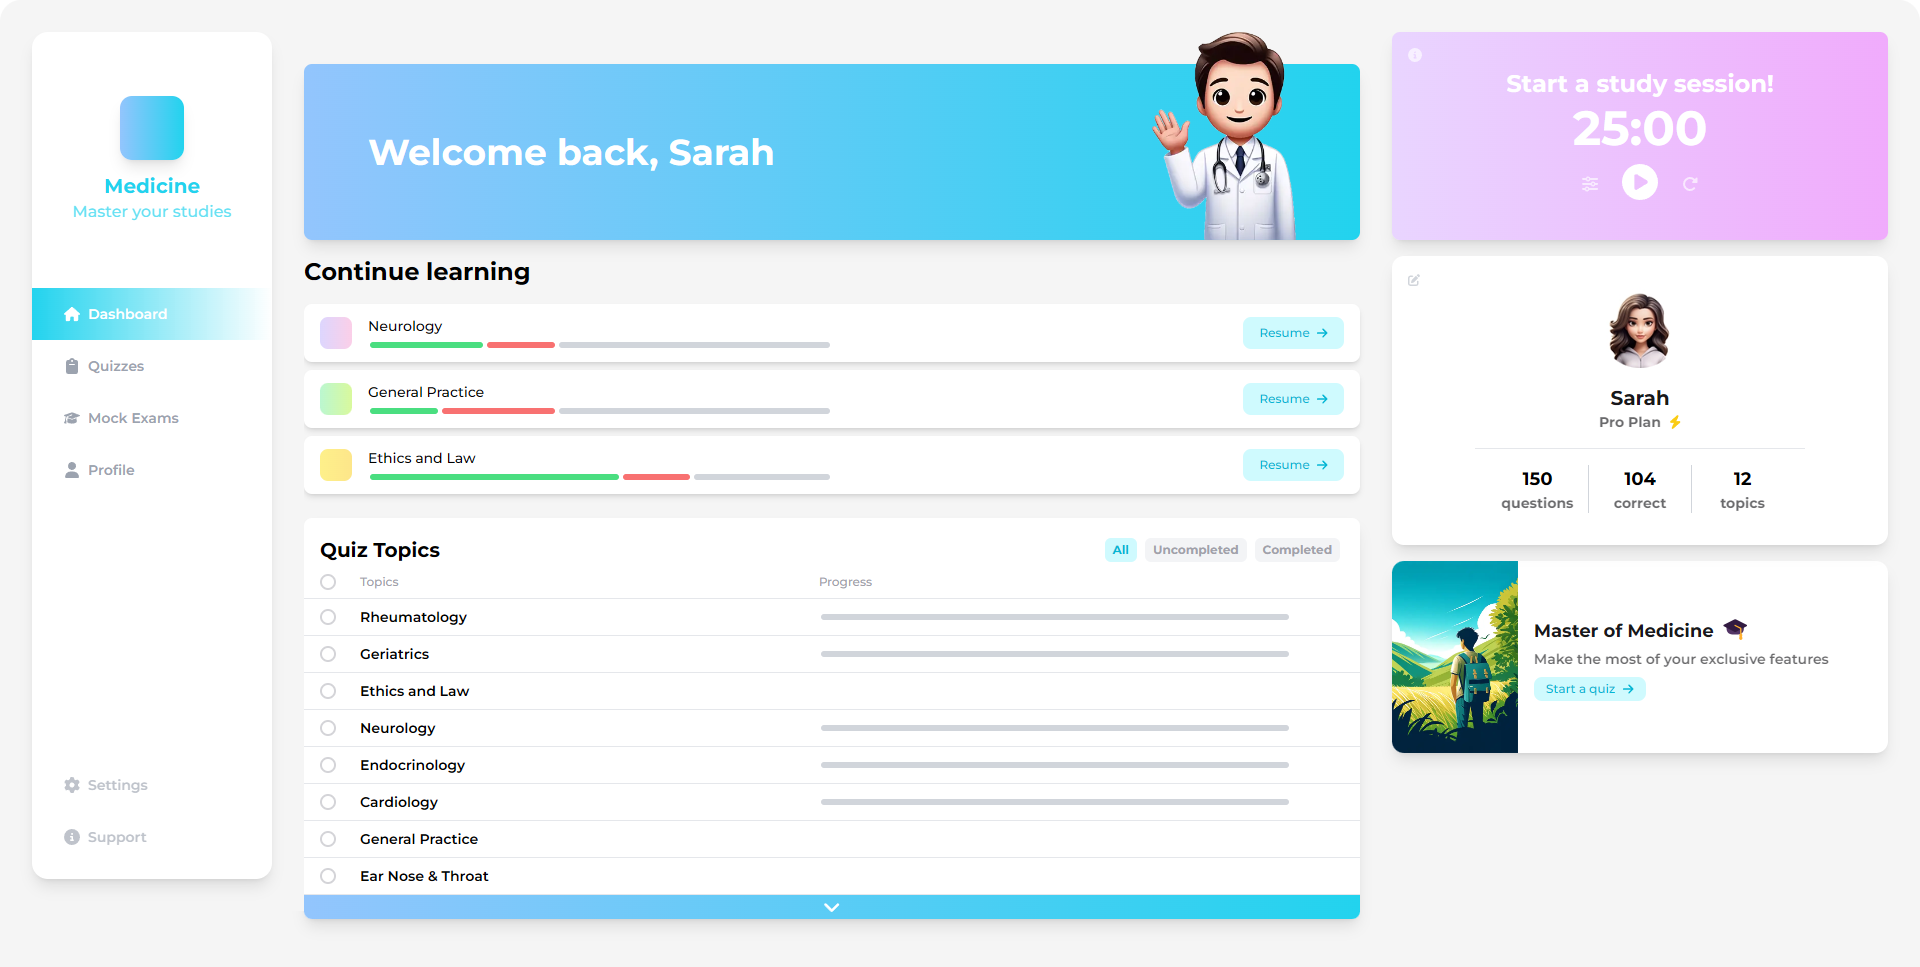 Medicine
Master your studies
Dashboard
Quizzes
Mock Exams
Profile
Settings
Support
Welcome back, Sarah
Continue learning
Neurology
Resume
General Practice
Resume
Ethics and Law
Resume
Quiz Topics
All Uncompleted Completed
Topics Progress
Rheumatology
Geriatrics
Ethics and Law
Neurology
Endocrinology
Cardiology
General Practice
Ear Nose & Throat
Start a study session!
25:00
Sarah
Pro Plan
150 104 12
questions correct topics
Master of Medicine
Make the most of your exclusive features
Start a quiz